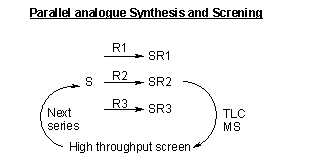 Parallel analogue Synthesis and Screning
R1
SR1
S R2 SR2
R3 SR3
Next
series
TLC
MS
High throughput screen